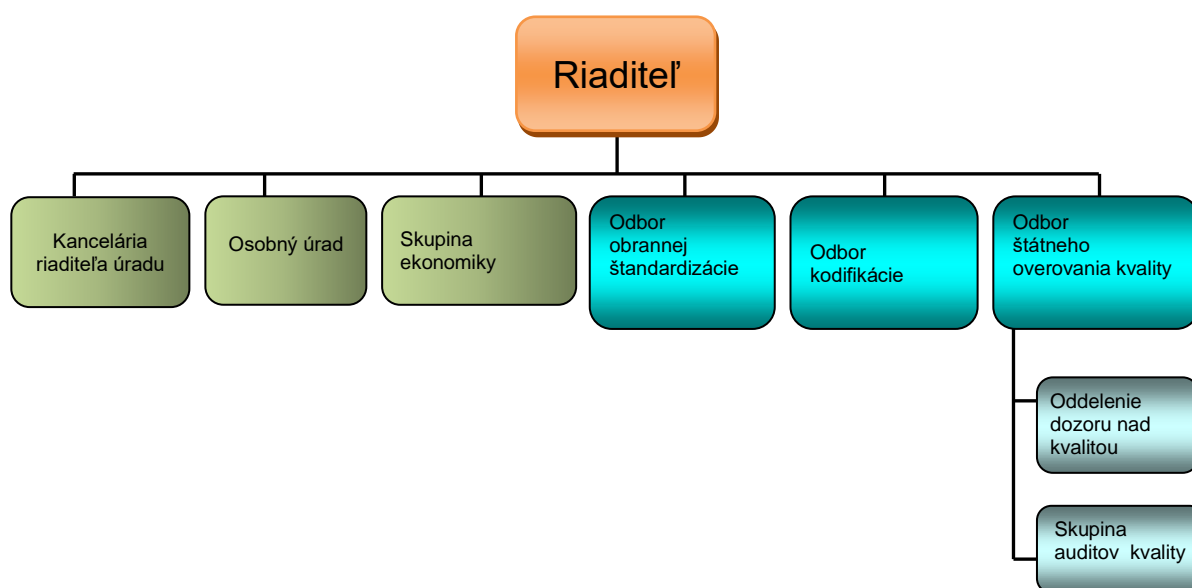 Riaditeľ
Kancelária
riaditeľa úradu
Osobný úrad
Skupina
ekonomiky
Odbor
obrannej
štandardizácie
Odbor
kodifikácie
Odbor
štátneho
overovania kvality
Oddelenie
dozoru nad
kvalitou
Skupina
auditov kvality